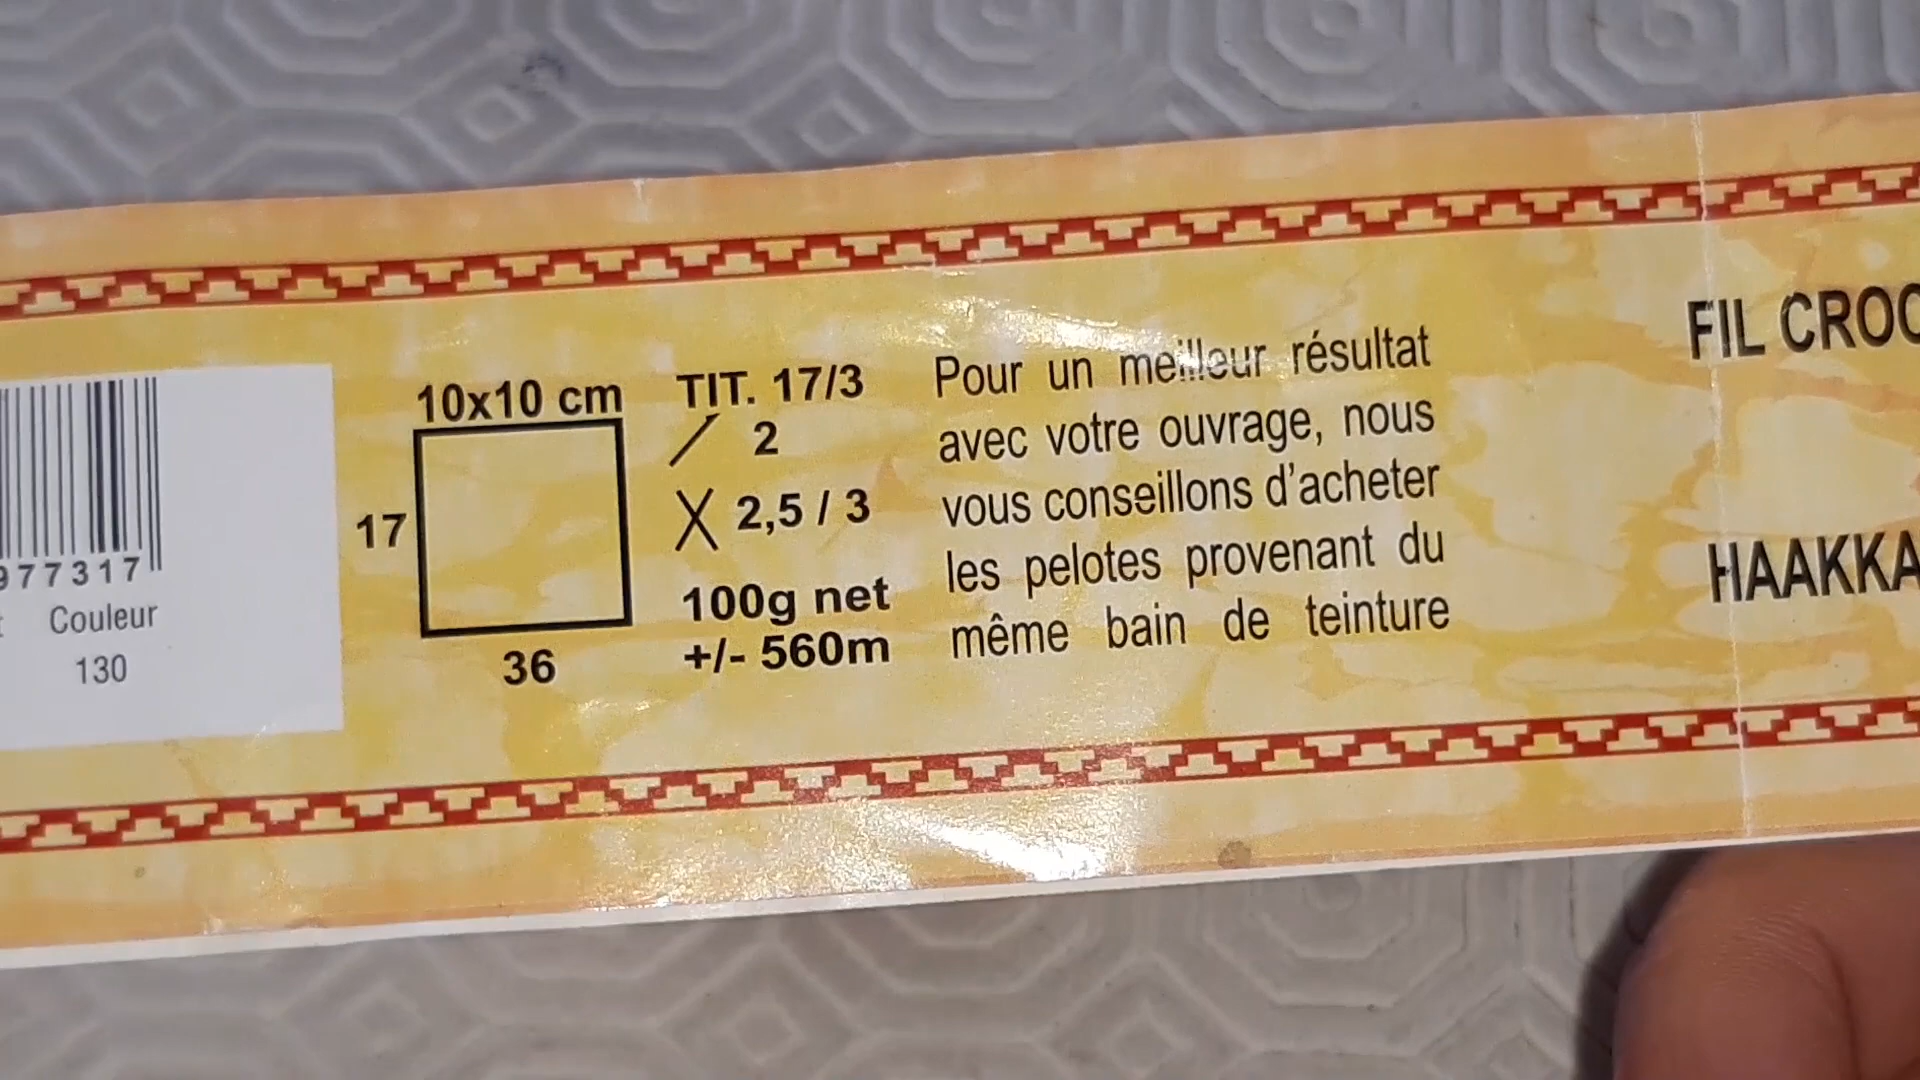 977317
Couleur
130
10x10 cm
17
36
TIT. 17/3
2
X 2,5 / 3
100g net
+/- 560m
Pour un meilleur résultat
avec votre ouvrage, nous
vous conseillons d'acheter
les pelotes provenant du
même bain de teinture
FIL CROC
HAAKKA